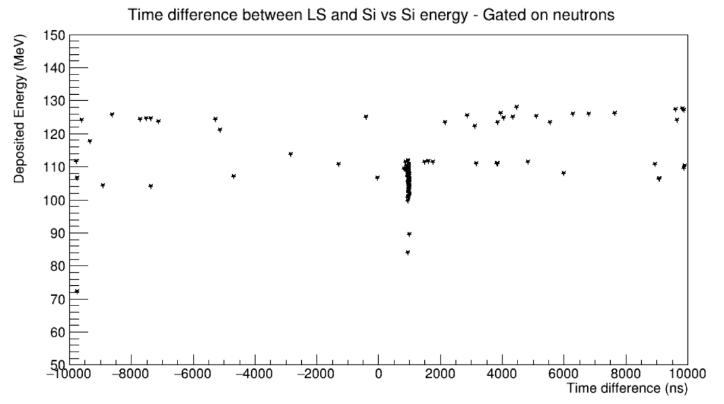 Time difference between LS and Si vs Si energy - Gated on neutrons
Deposited Energy (MeV)
150
140
130
120
110
100
90
80
70
60
50
−10000 −8000 −6000 −4000 −2000 0 2000 4000 6000 8000 10000
Time difference (ns)